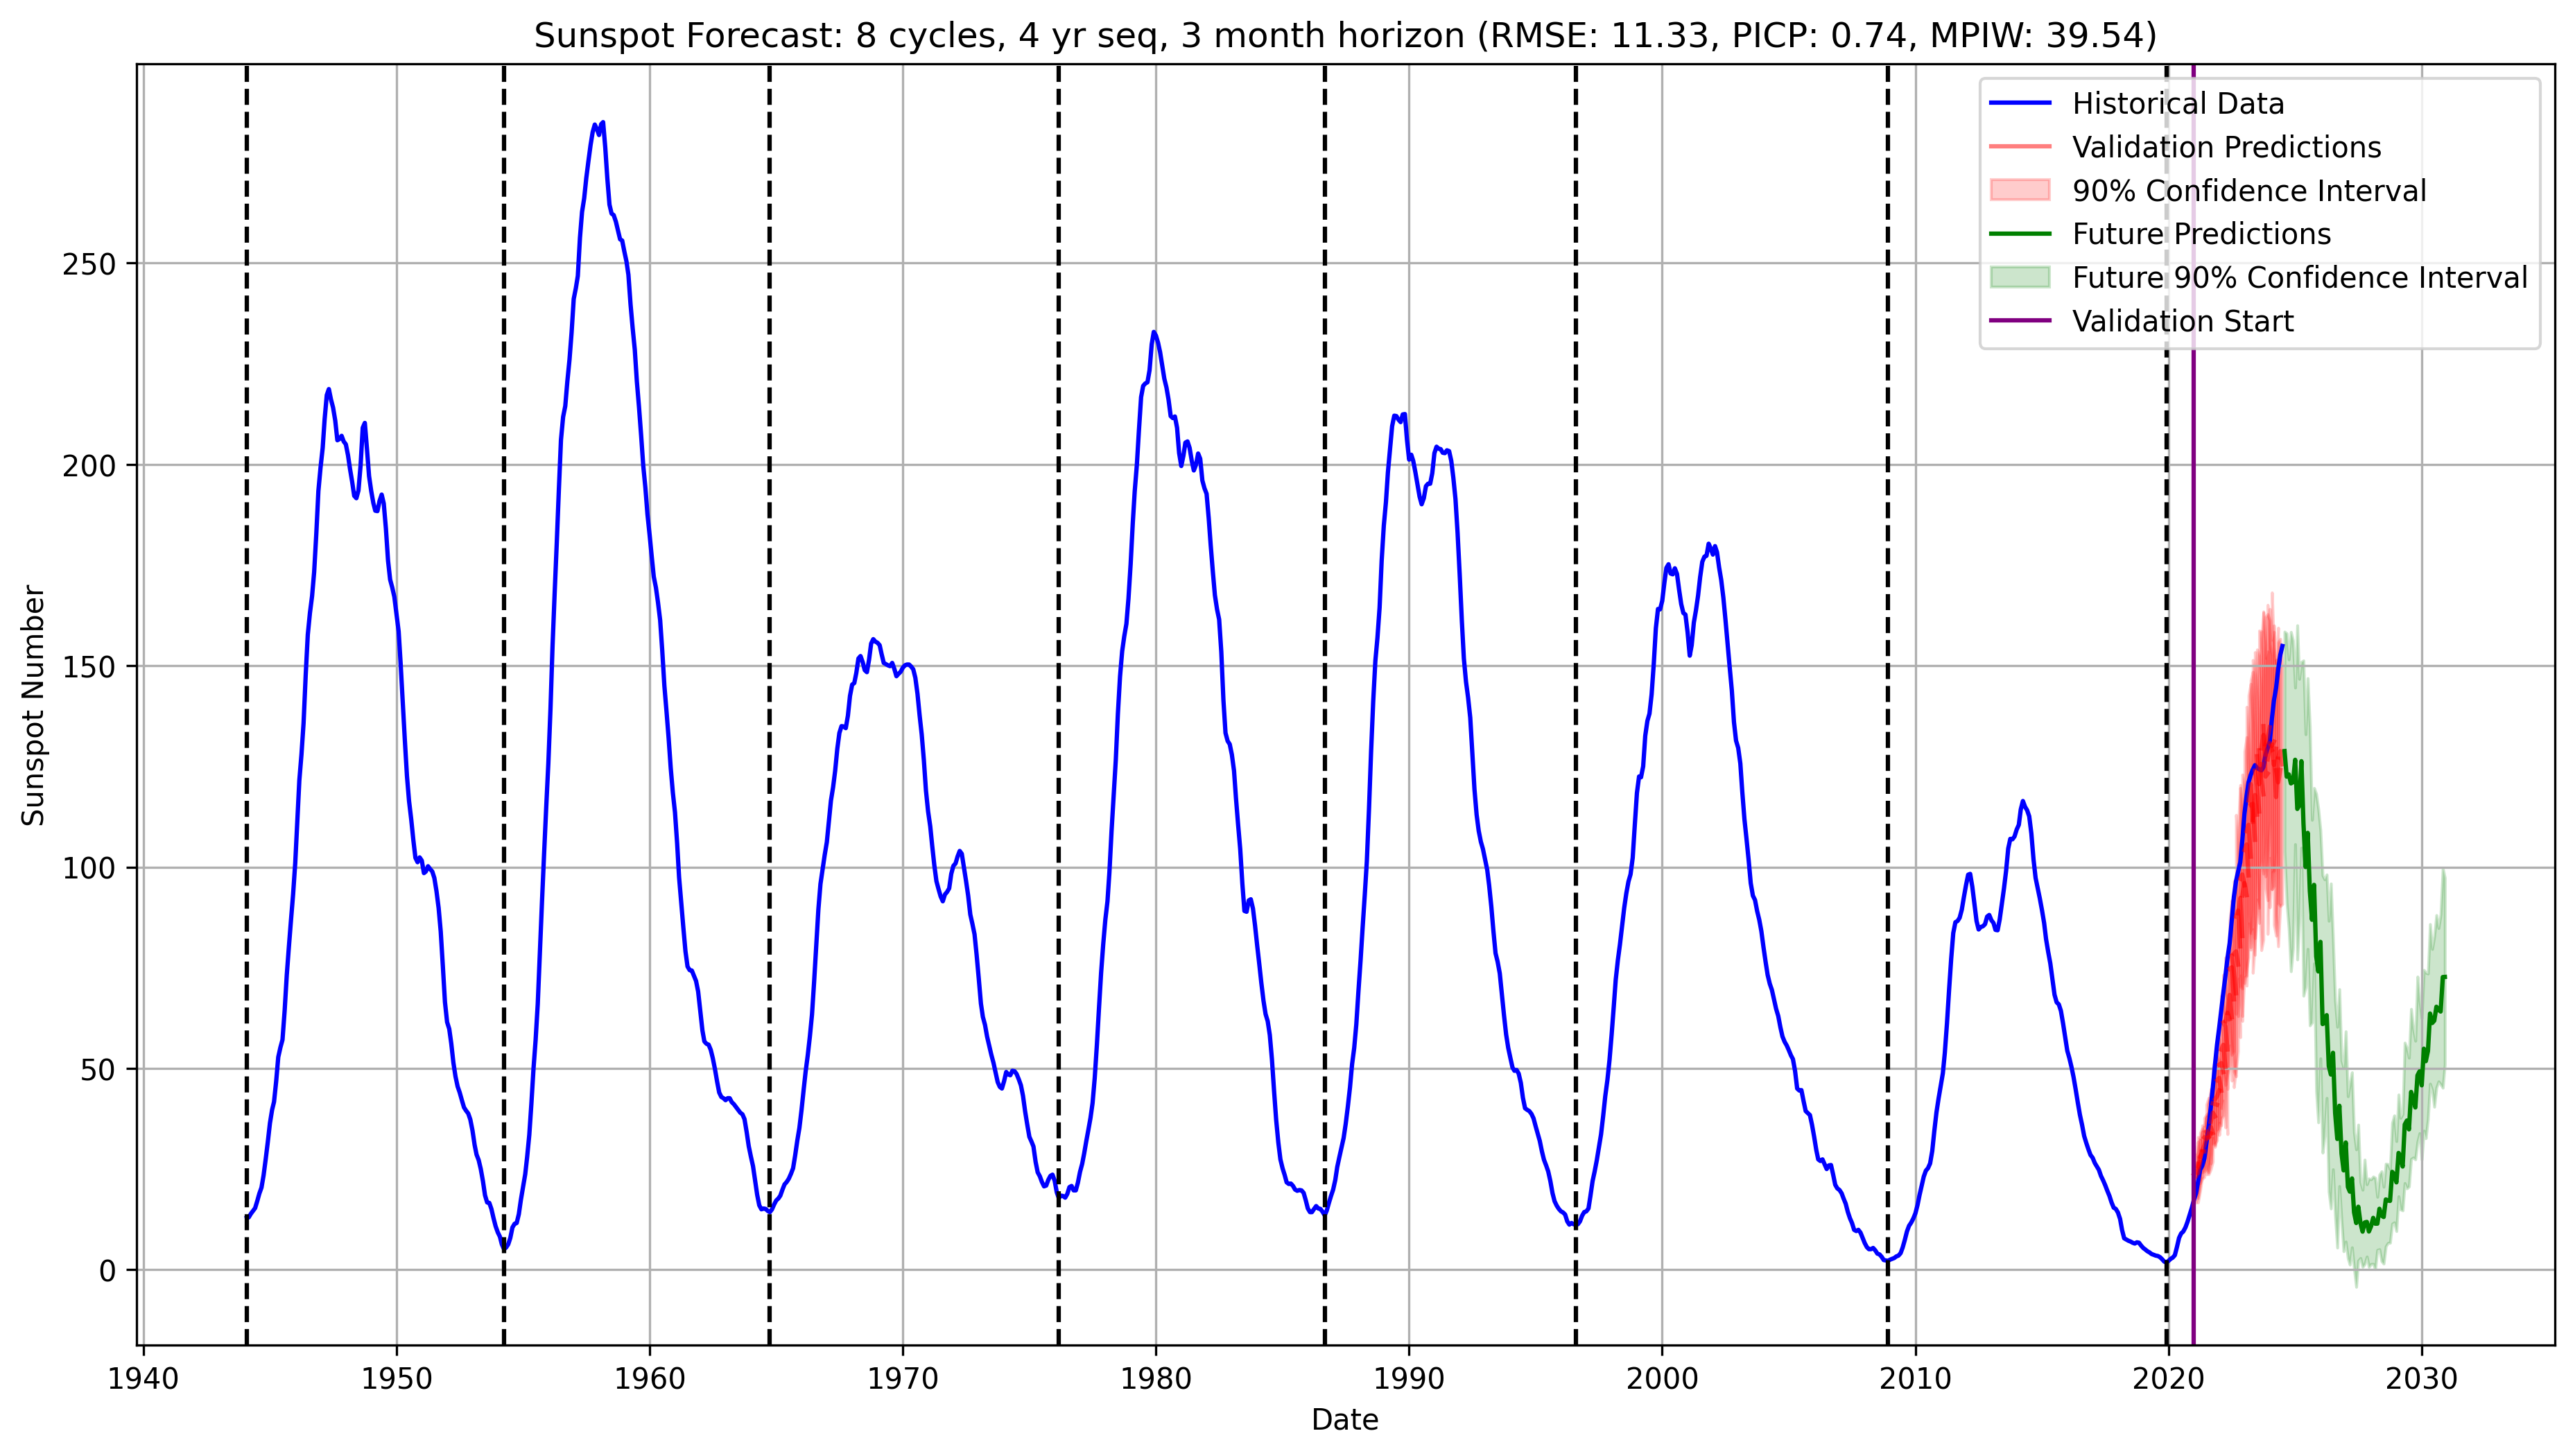 Sunspot Forecast: 8 cycles, 4 yr seq, 3 month horizon (RMSE: 11.33, PICP: 0.74, MPIW: 39.54)
Historical Data
Validation Predictions
90% Confidence Interval
Future Predictions
Future 90% Confidence Interval
Validation Start
Sunspot Number
250
200
150
100
50
0
1940 1950 1960 1970 1980 1990 2000 2010 2020 2030
Date